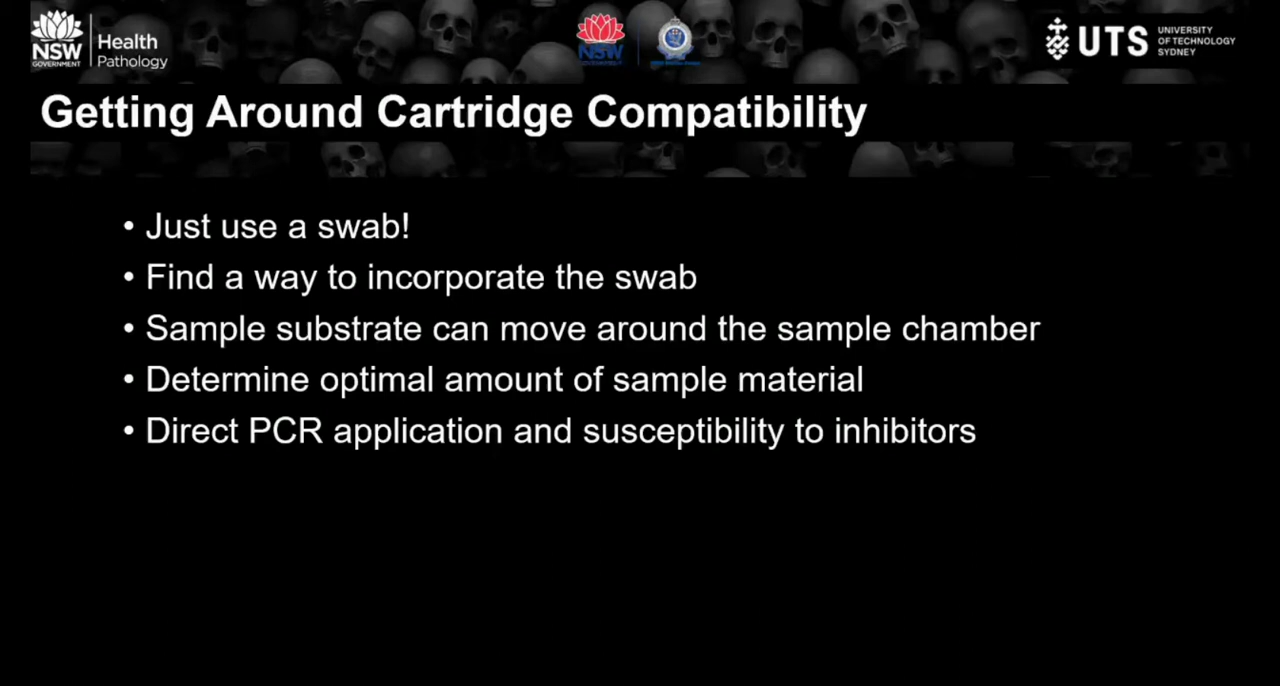 NSW
GOVERNMENT
Health
Pathology
NSW
GOVERNMENT
UTS
UNIVERSITY
OF TECHNOLOGY
SYDNEY
Getting Around Cartridge Compatibility
• Just use a swab!
• Find a way to incorporate the swab
• Sample substrate can move around the sample chamber
• Determine optimal amount of sample material
• Direct PCR application and susceptibility to inhibitors